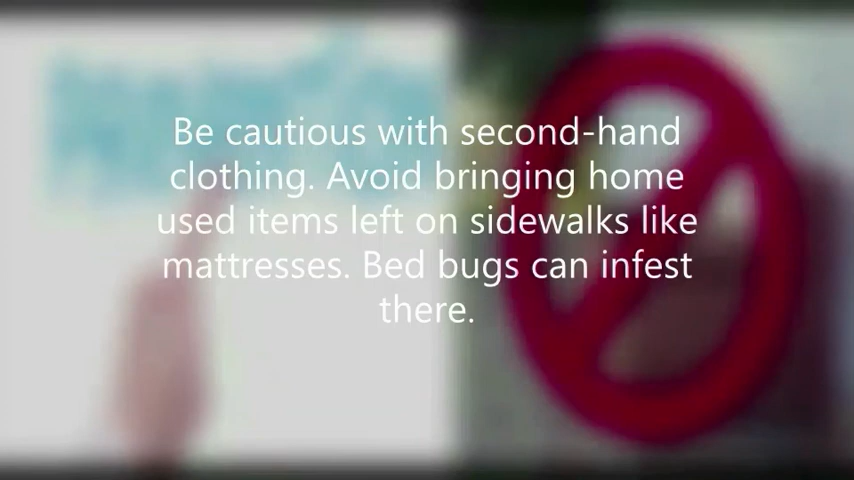 Be cautious with second-hand
clothing. Avoid bringing home
used items left on sidewalks like
mattresses. Bed bugs can infest
there.